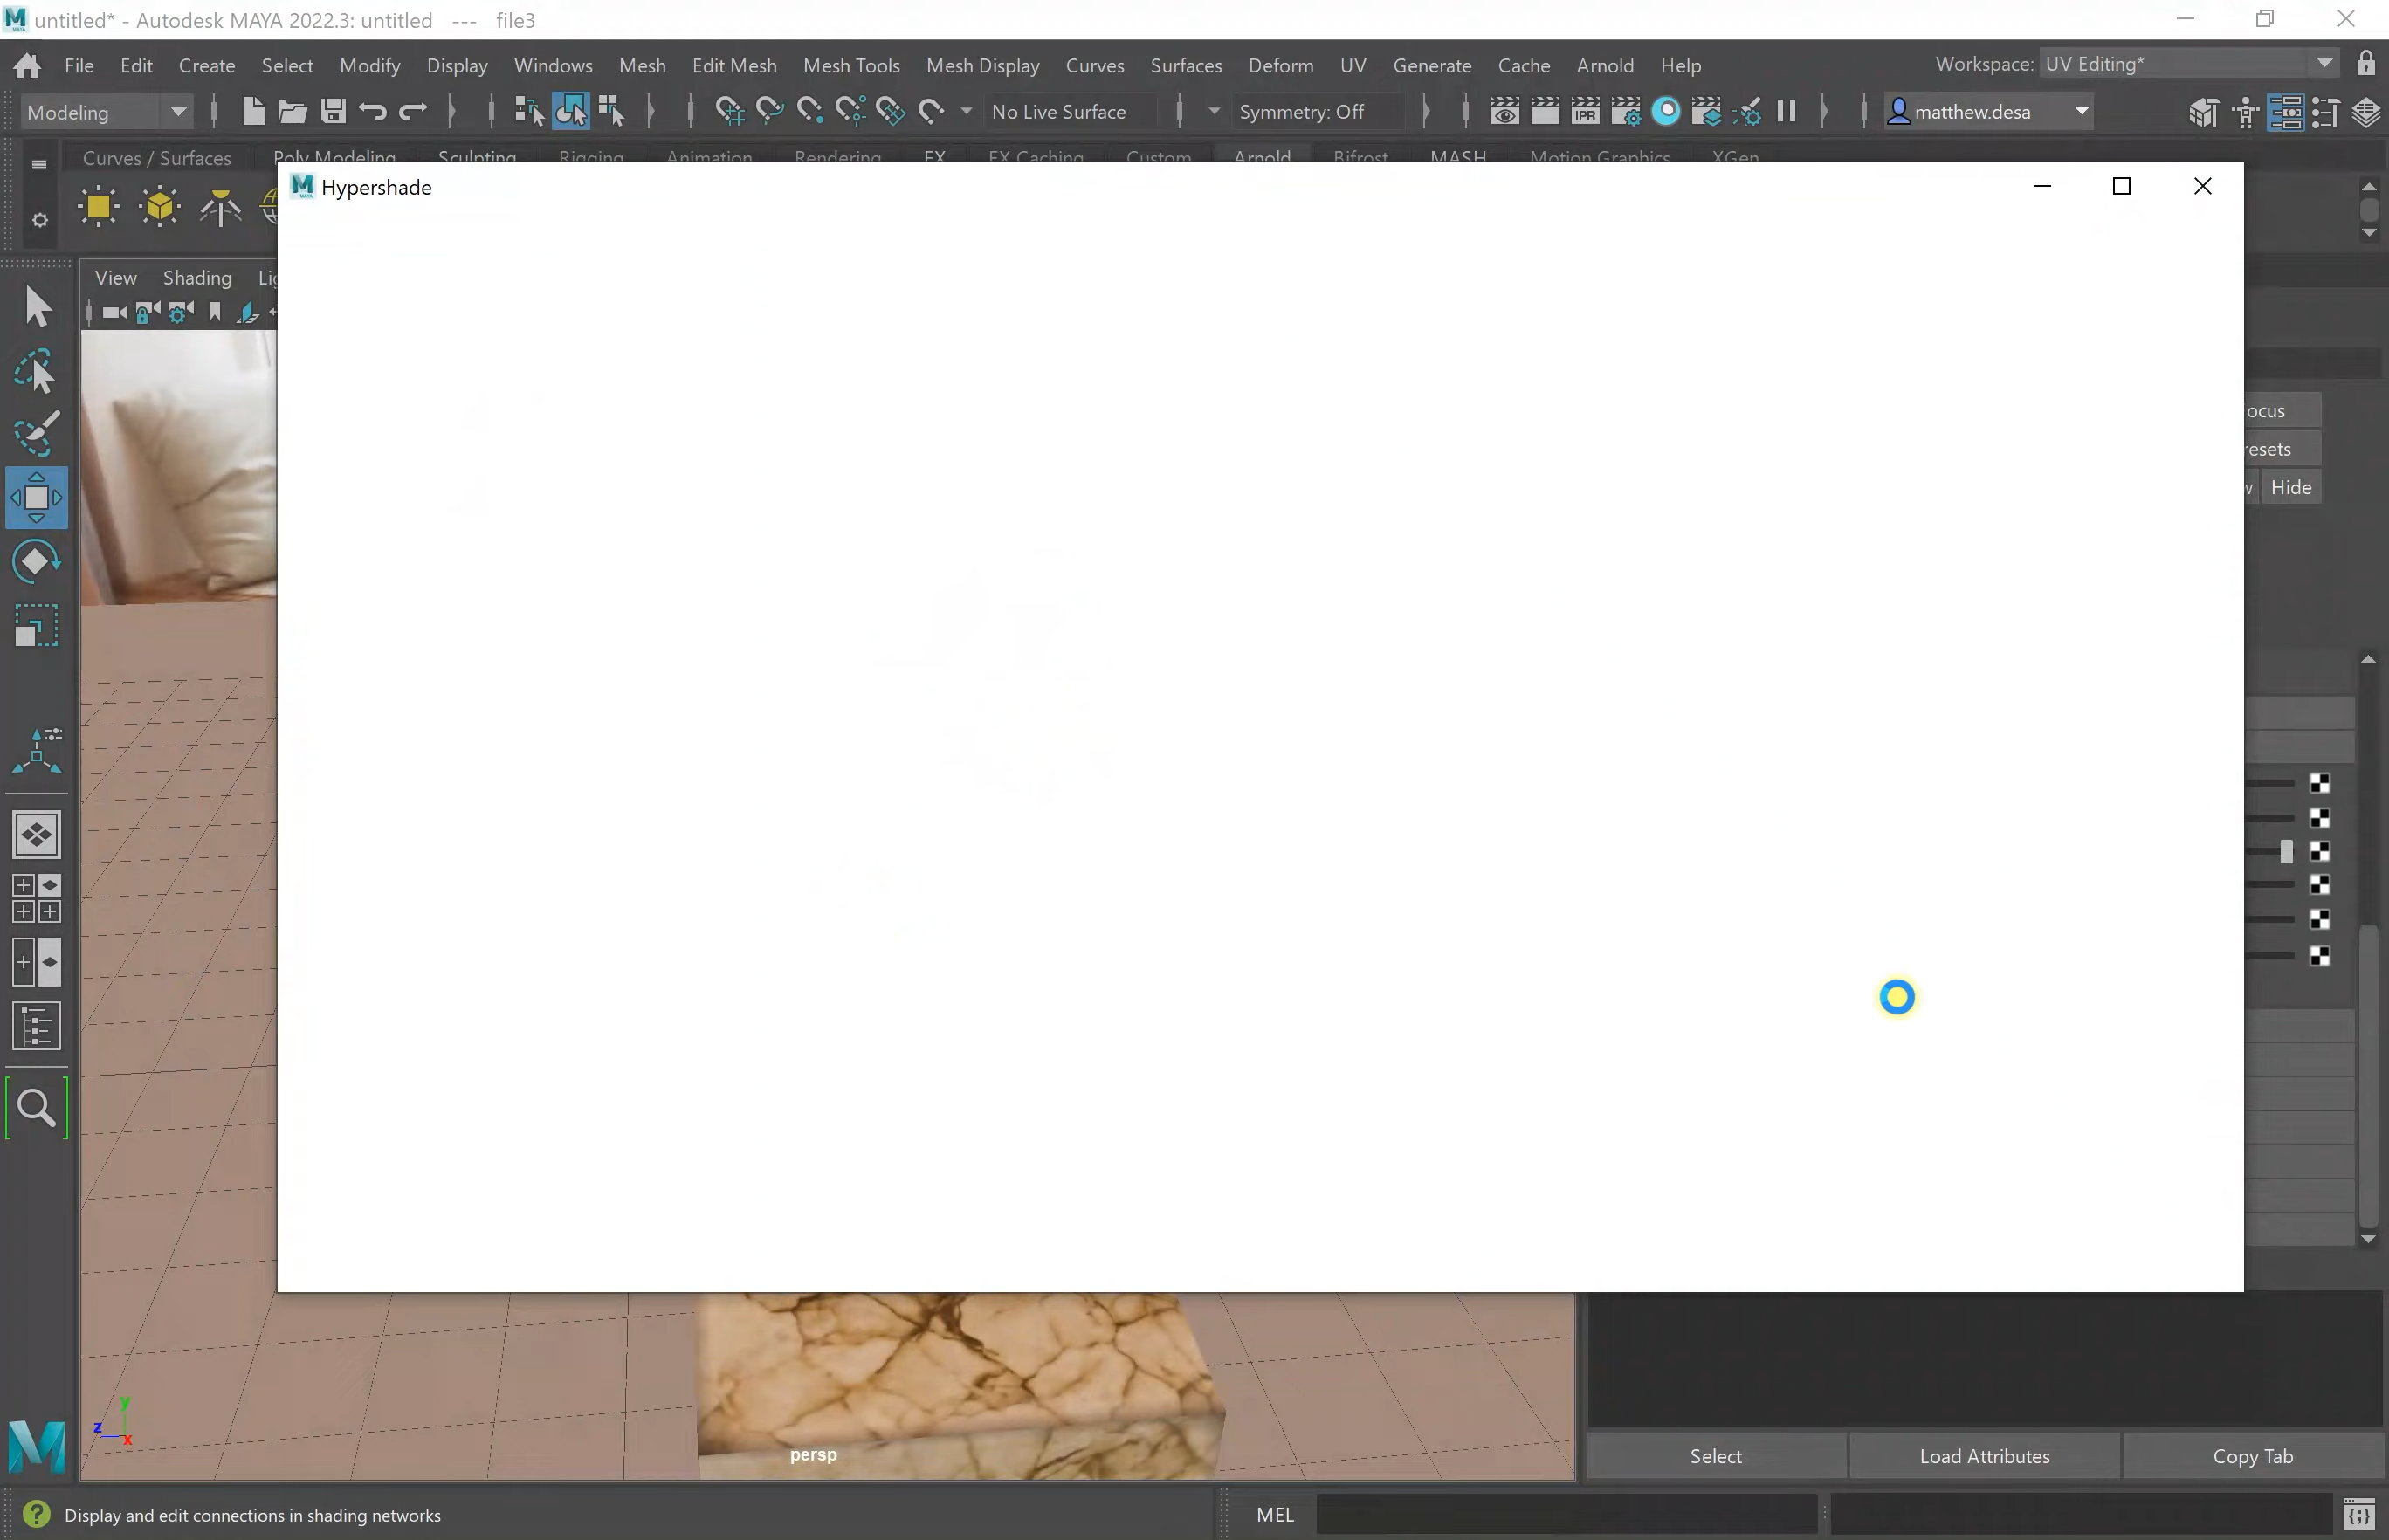 untitled* - Autodesk MAYA 2022.3: untitled --- file3
File Edit Create Select Modify Display Windows Mesh Edit Mesh Mesh Tools Mesh Display Curves Surfaces Deform UV Generate Cache Arnold Help
Workspace: UV Editing*
Modeling
No Live Surface
Symmetry: Off
IPR
matthew.desa
Curves / Surfaces Poly Modeling Sculpting Rigging Animation Rendering FX FX Caching Custom Arnold Bifrost MASH Motion Graphics XGen
Hypershade
View Shading
ocus
resets
Hide
y
z
x
persp
Select Load Attributes Copy Tab
Display and edit connections in shading networks
MEL